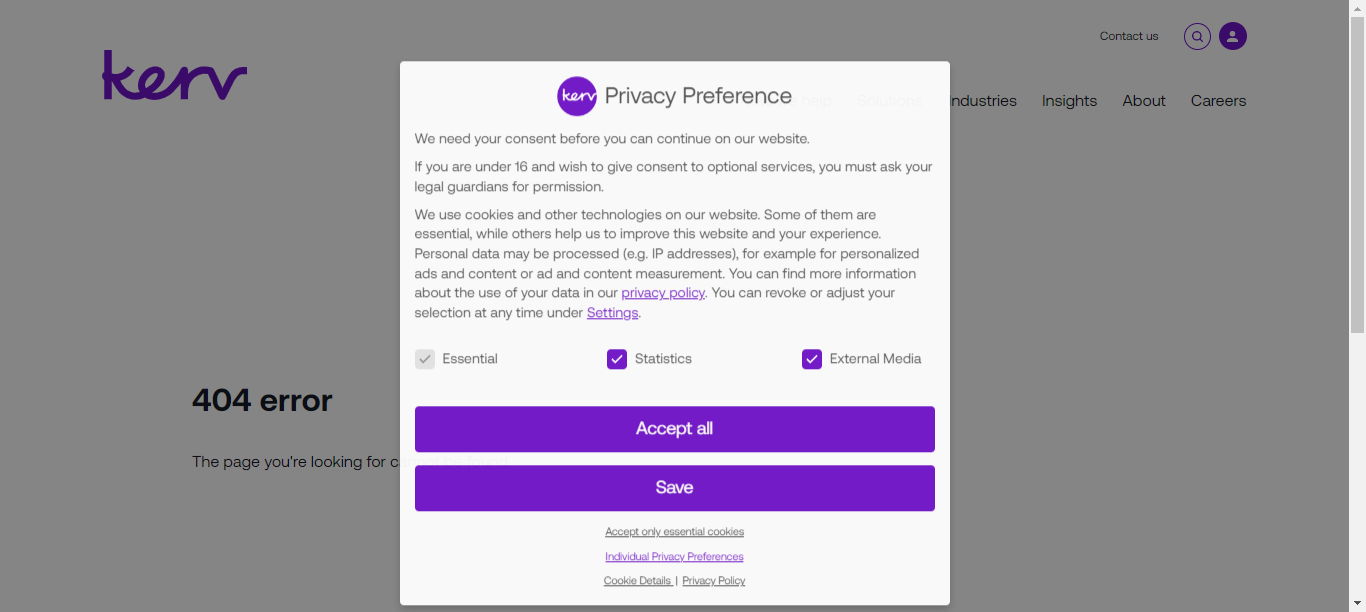 Contact us
kerv
help Solutions Industries Insights About Careers
kerv Privacy Preference
We need your consent before you can continue on our website.
If you are under 16 and wish to give consent to optional services, you must ask your
legal guardians for permission.
We use cookies and other technologies on our website. Some of them are
essential, while others help us to improve this website and your experience.
Personal data may be processed (e.g. IP addresses), for example for personalized
ads and content or ad and content measurement. You can find more information
about the use of your data in our privacy policy. You can revoke or adjust your
selection at any time under Settings.
Essential Statistics External Media
404 error
Accept all
The page you're looking for
Save
Accept only essential cookies
Individual Privacy Preferences
Cookie Details | Privacy Policy